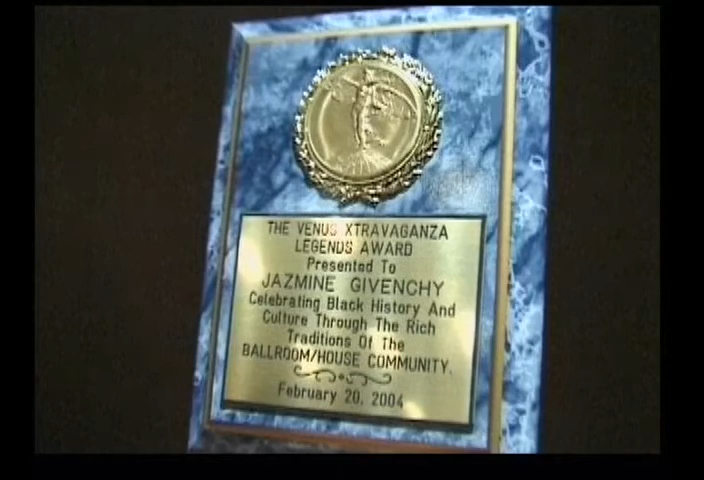 THE VENUS XTRAVAGANZA
LEGENDS AWARD
Presented To
JAZMINE GIVENCHY
Celebrating Black History And
Culture Through The Rich
Traditions Of The
BALLROOM/HOUSE COMMUNITY.
February 20, 2004